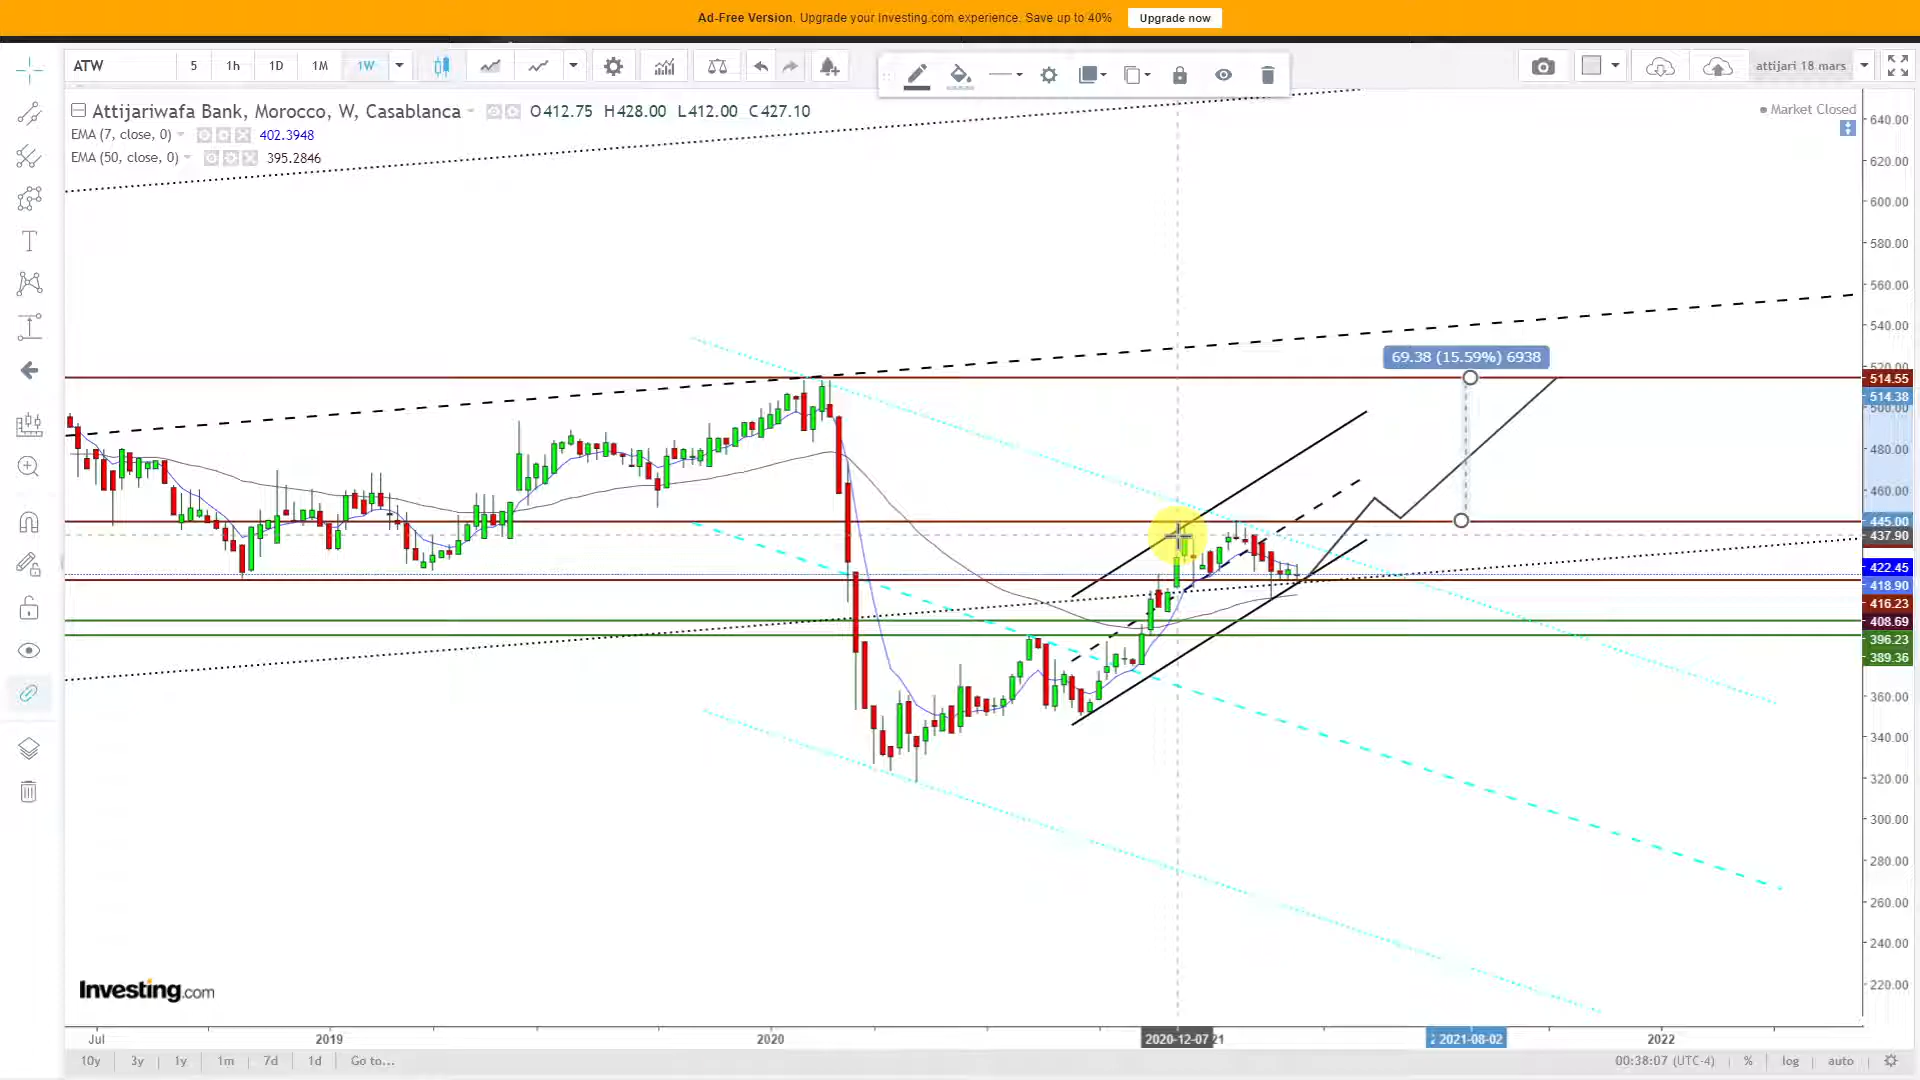 Ad-Free Version. Upgrade your Investing.com experience. Save up to 40% Upgrade now
ATW 5 1h 1D 1M 1W attijari 18 mars
Attijariwafa Bank, Morocco, W, Casablanca O412.75 H428.00 L412.00 C427.10
Market Closed
EMA (7, close, 0) 402.3948
EMA (50, close, 0) 395.2846
640.00
620.00
600.00
580.00
560.00
540.00
520.00
69.38 (15.59%) 6938
514.55
514.38
500.00
480.00
460.00
445.00
437.90
422.45
418.90
416.23
408.69
396.23
389.36
360.00
340.00
320.00
300.00
280.00
260.00
240.00
220.00
Investing.com
Jul 2019 2020 2020-12-07 21 2021-08-02 2022
10y 3y 1y 1m 7d 1d Go to... 00:38:07 (UTC-4) % log auto